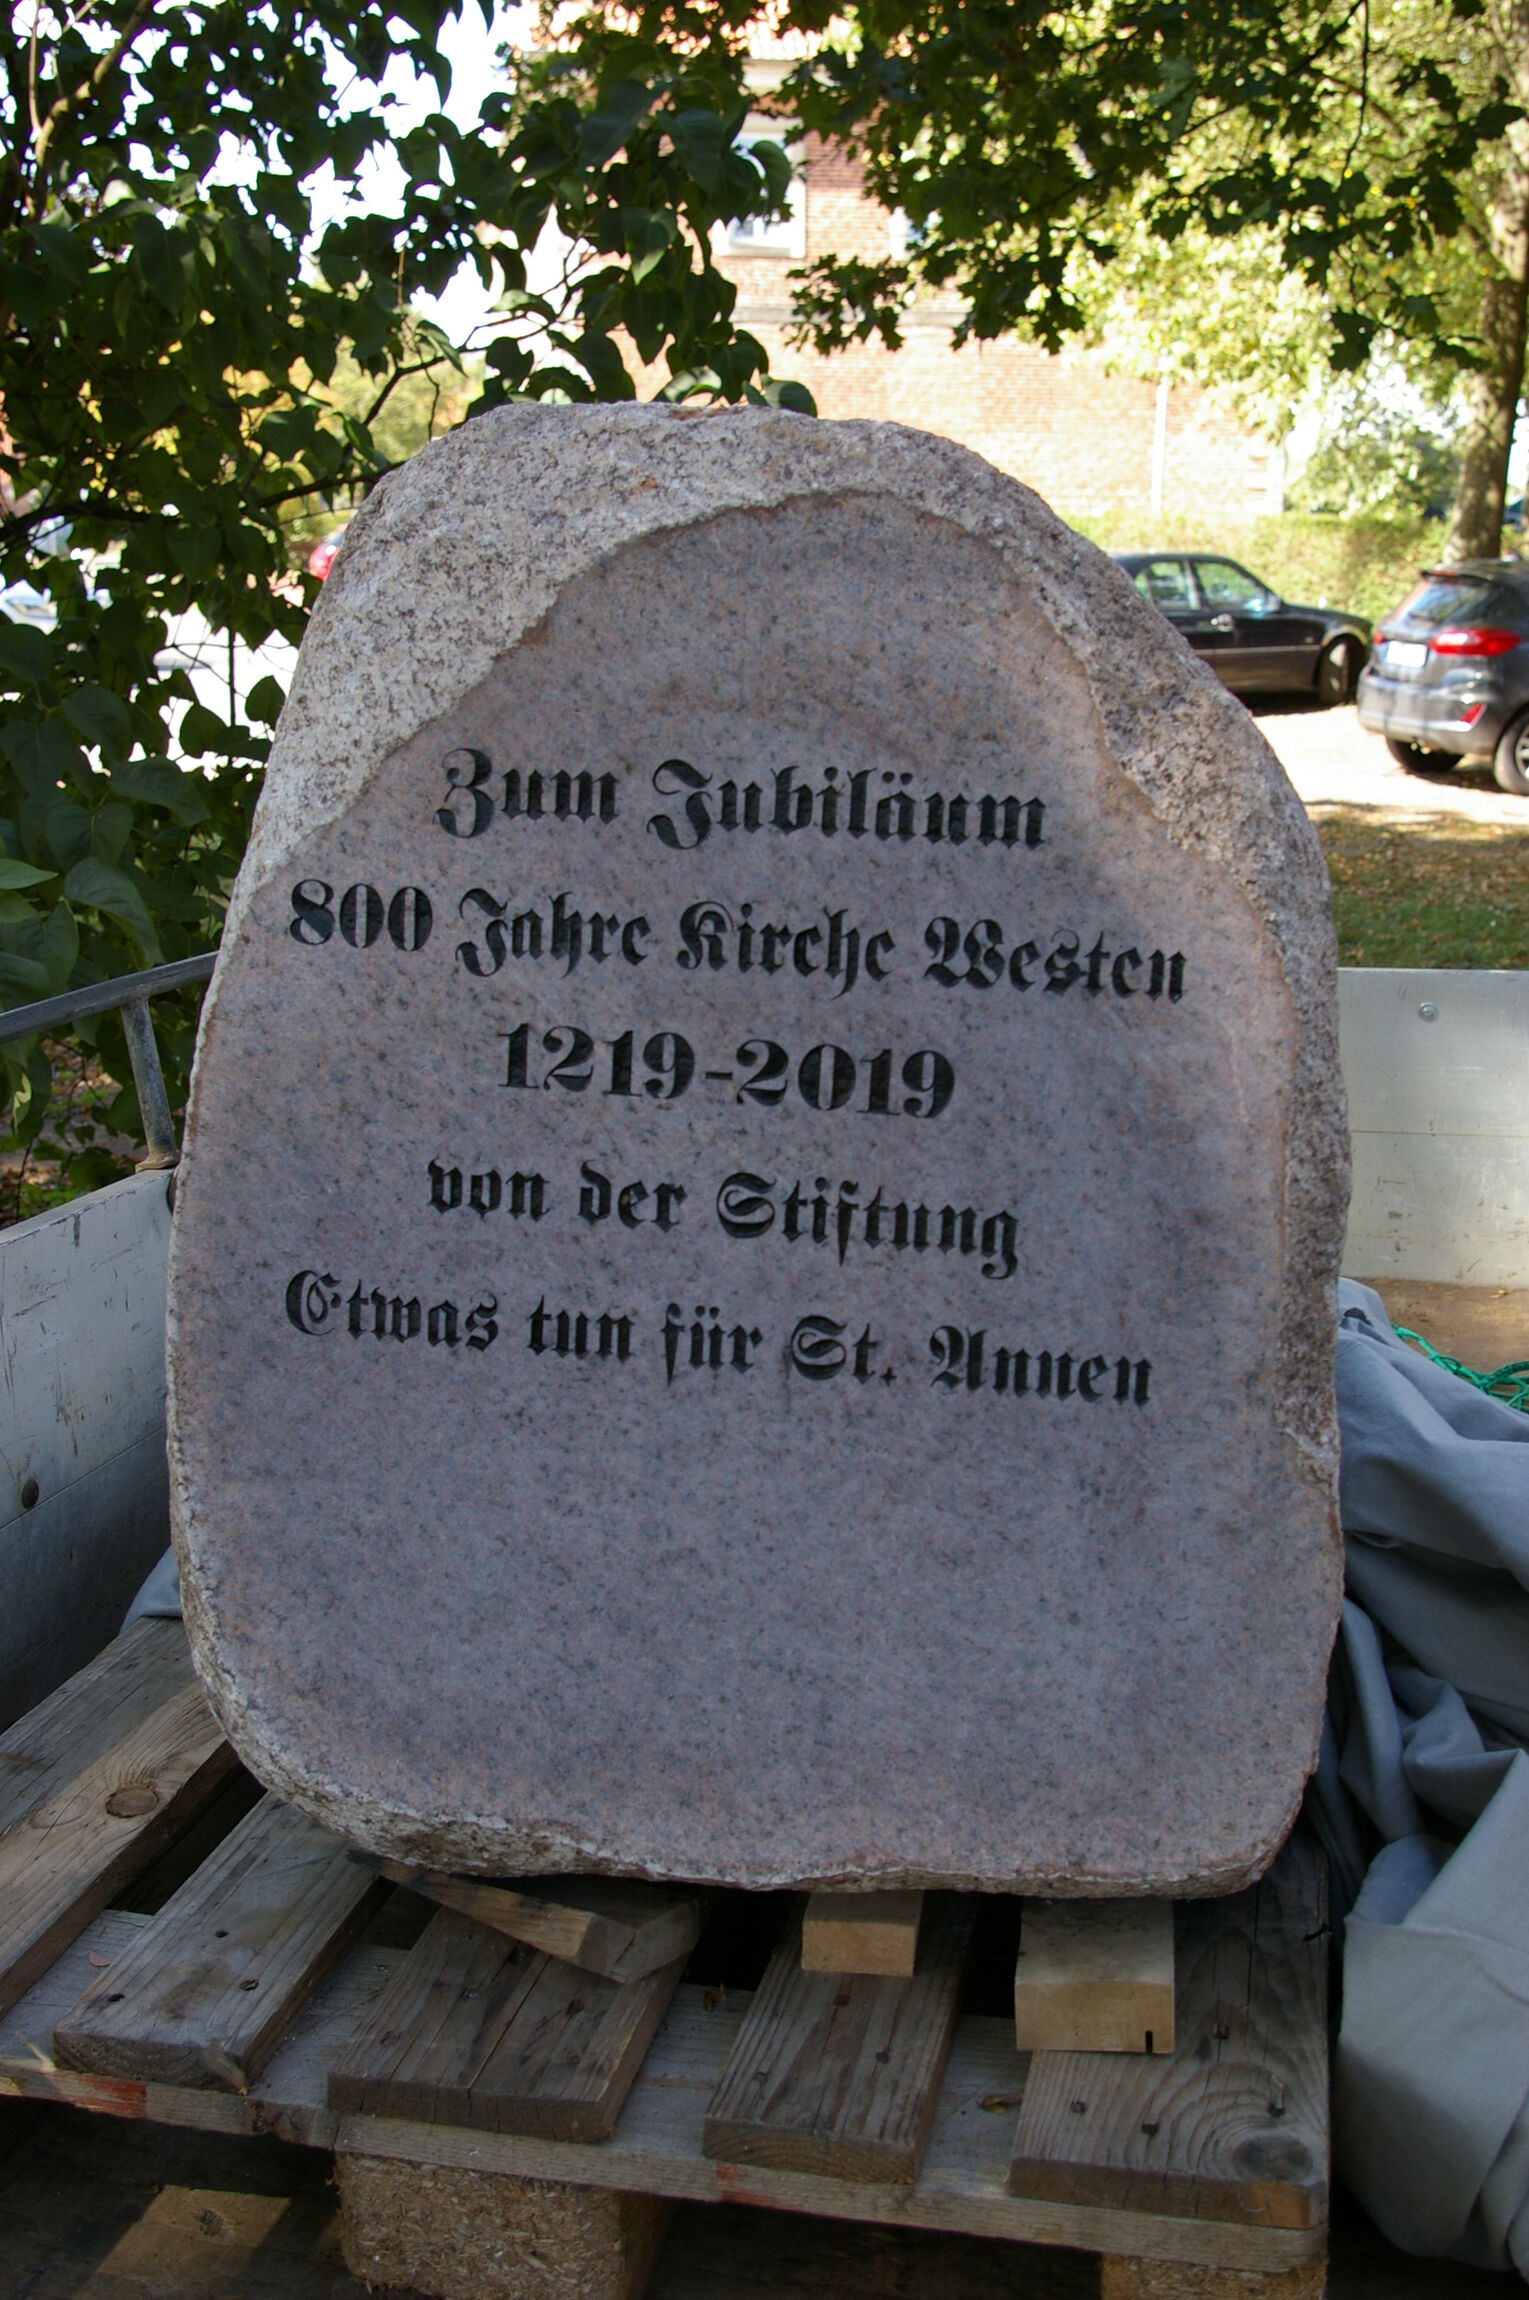 Zum Jubiläum
800 Jahre Kirche Westen
1219-2019
von der Stiftung
Etwas tun für St. Annen